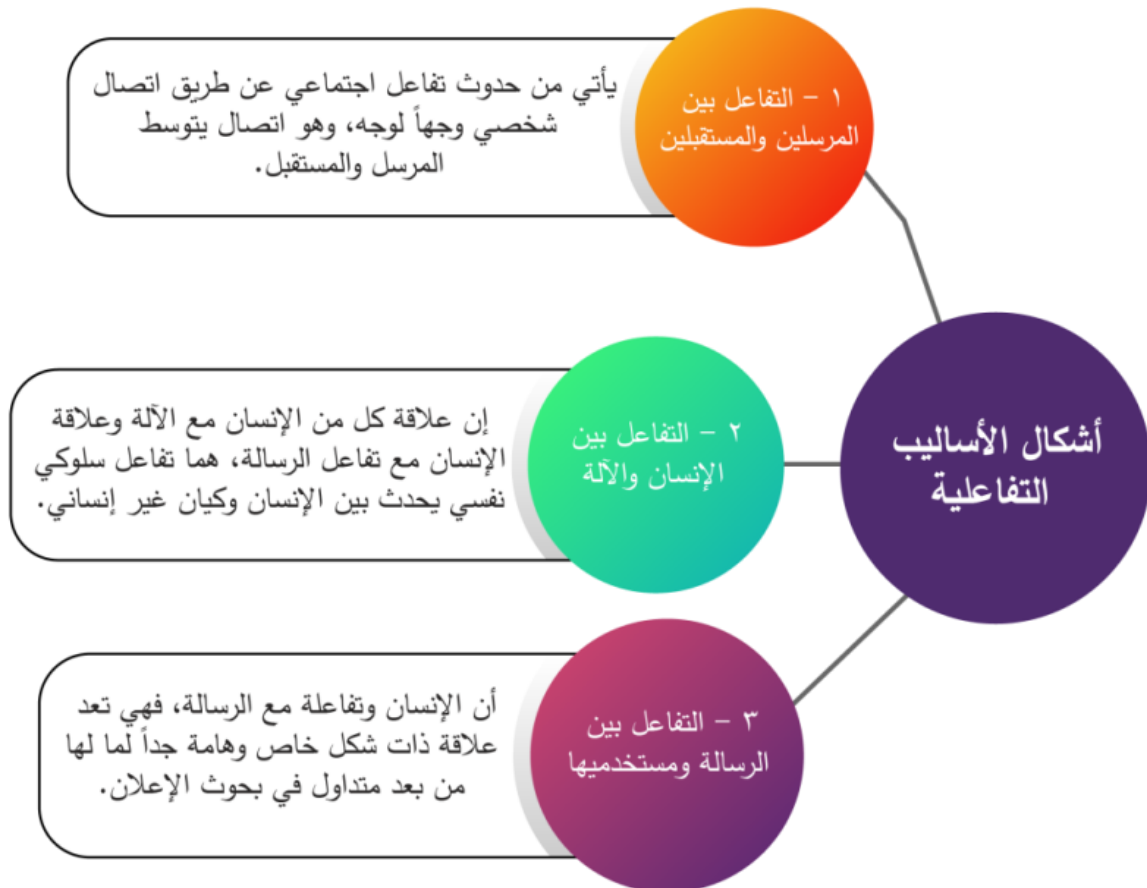 أشكال الأساليب
التفاعلية
١ – التفاعل بين
المرسلين والمستقبلين
يأتي من حدوث تفاعل اجتماعي عن طريق اتصال
شخصي وجهاً لوجه، وهو اتصال يتوسط
المرسل والمستقبل.
٢ – التفاعل بين
الإنسان والآلة
إن علاقة كل من الإنسان مع الآلة وعلاقة
الإنسان مع تفاعل الرسالة، هما تفاعل سلوكي
نفسي يحدث بين الإنسان وكيان غير إنساني.
٣ – التفاعل بين
الرسالة ومستخدميها
أن الإنسان وتفاعلة مع الرسالة، فهي تعد
علاقة ذات شكل خاص وهامة جداً لما لها
من بعد متداول في بحوث الإعلان.